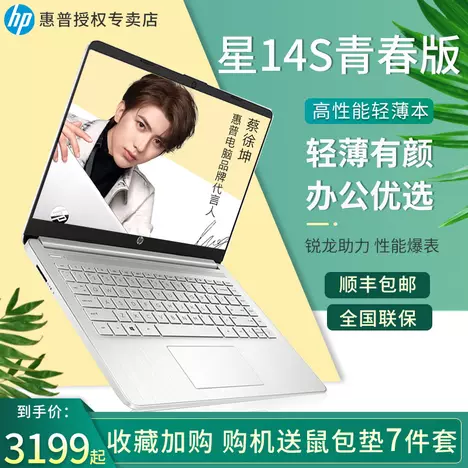 hp 惠普授权专卖店
星14S青春版
高性能轻薄本
轻薄有颜
办公优选
锐龙助力 性能爆表
顺丰包邮
全国联保
蔡徐坤
惠普电脑品牌代言人
hp
到手价：
3199起
收藏加购 购机送鼠包垫7件套